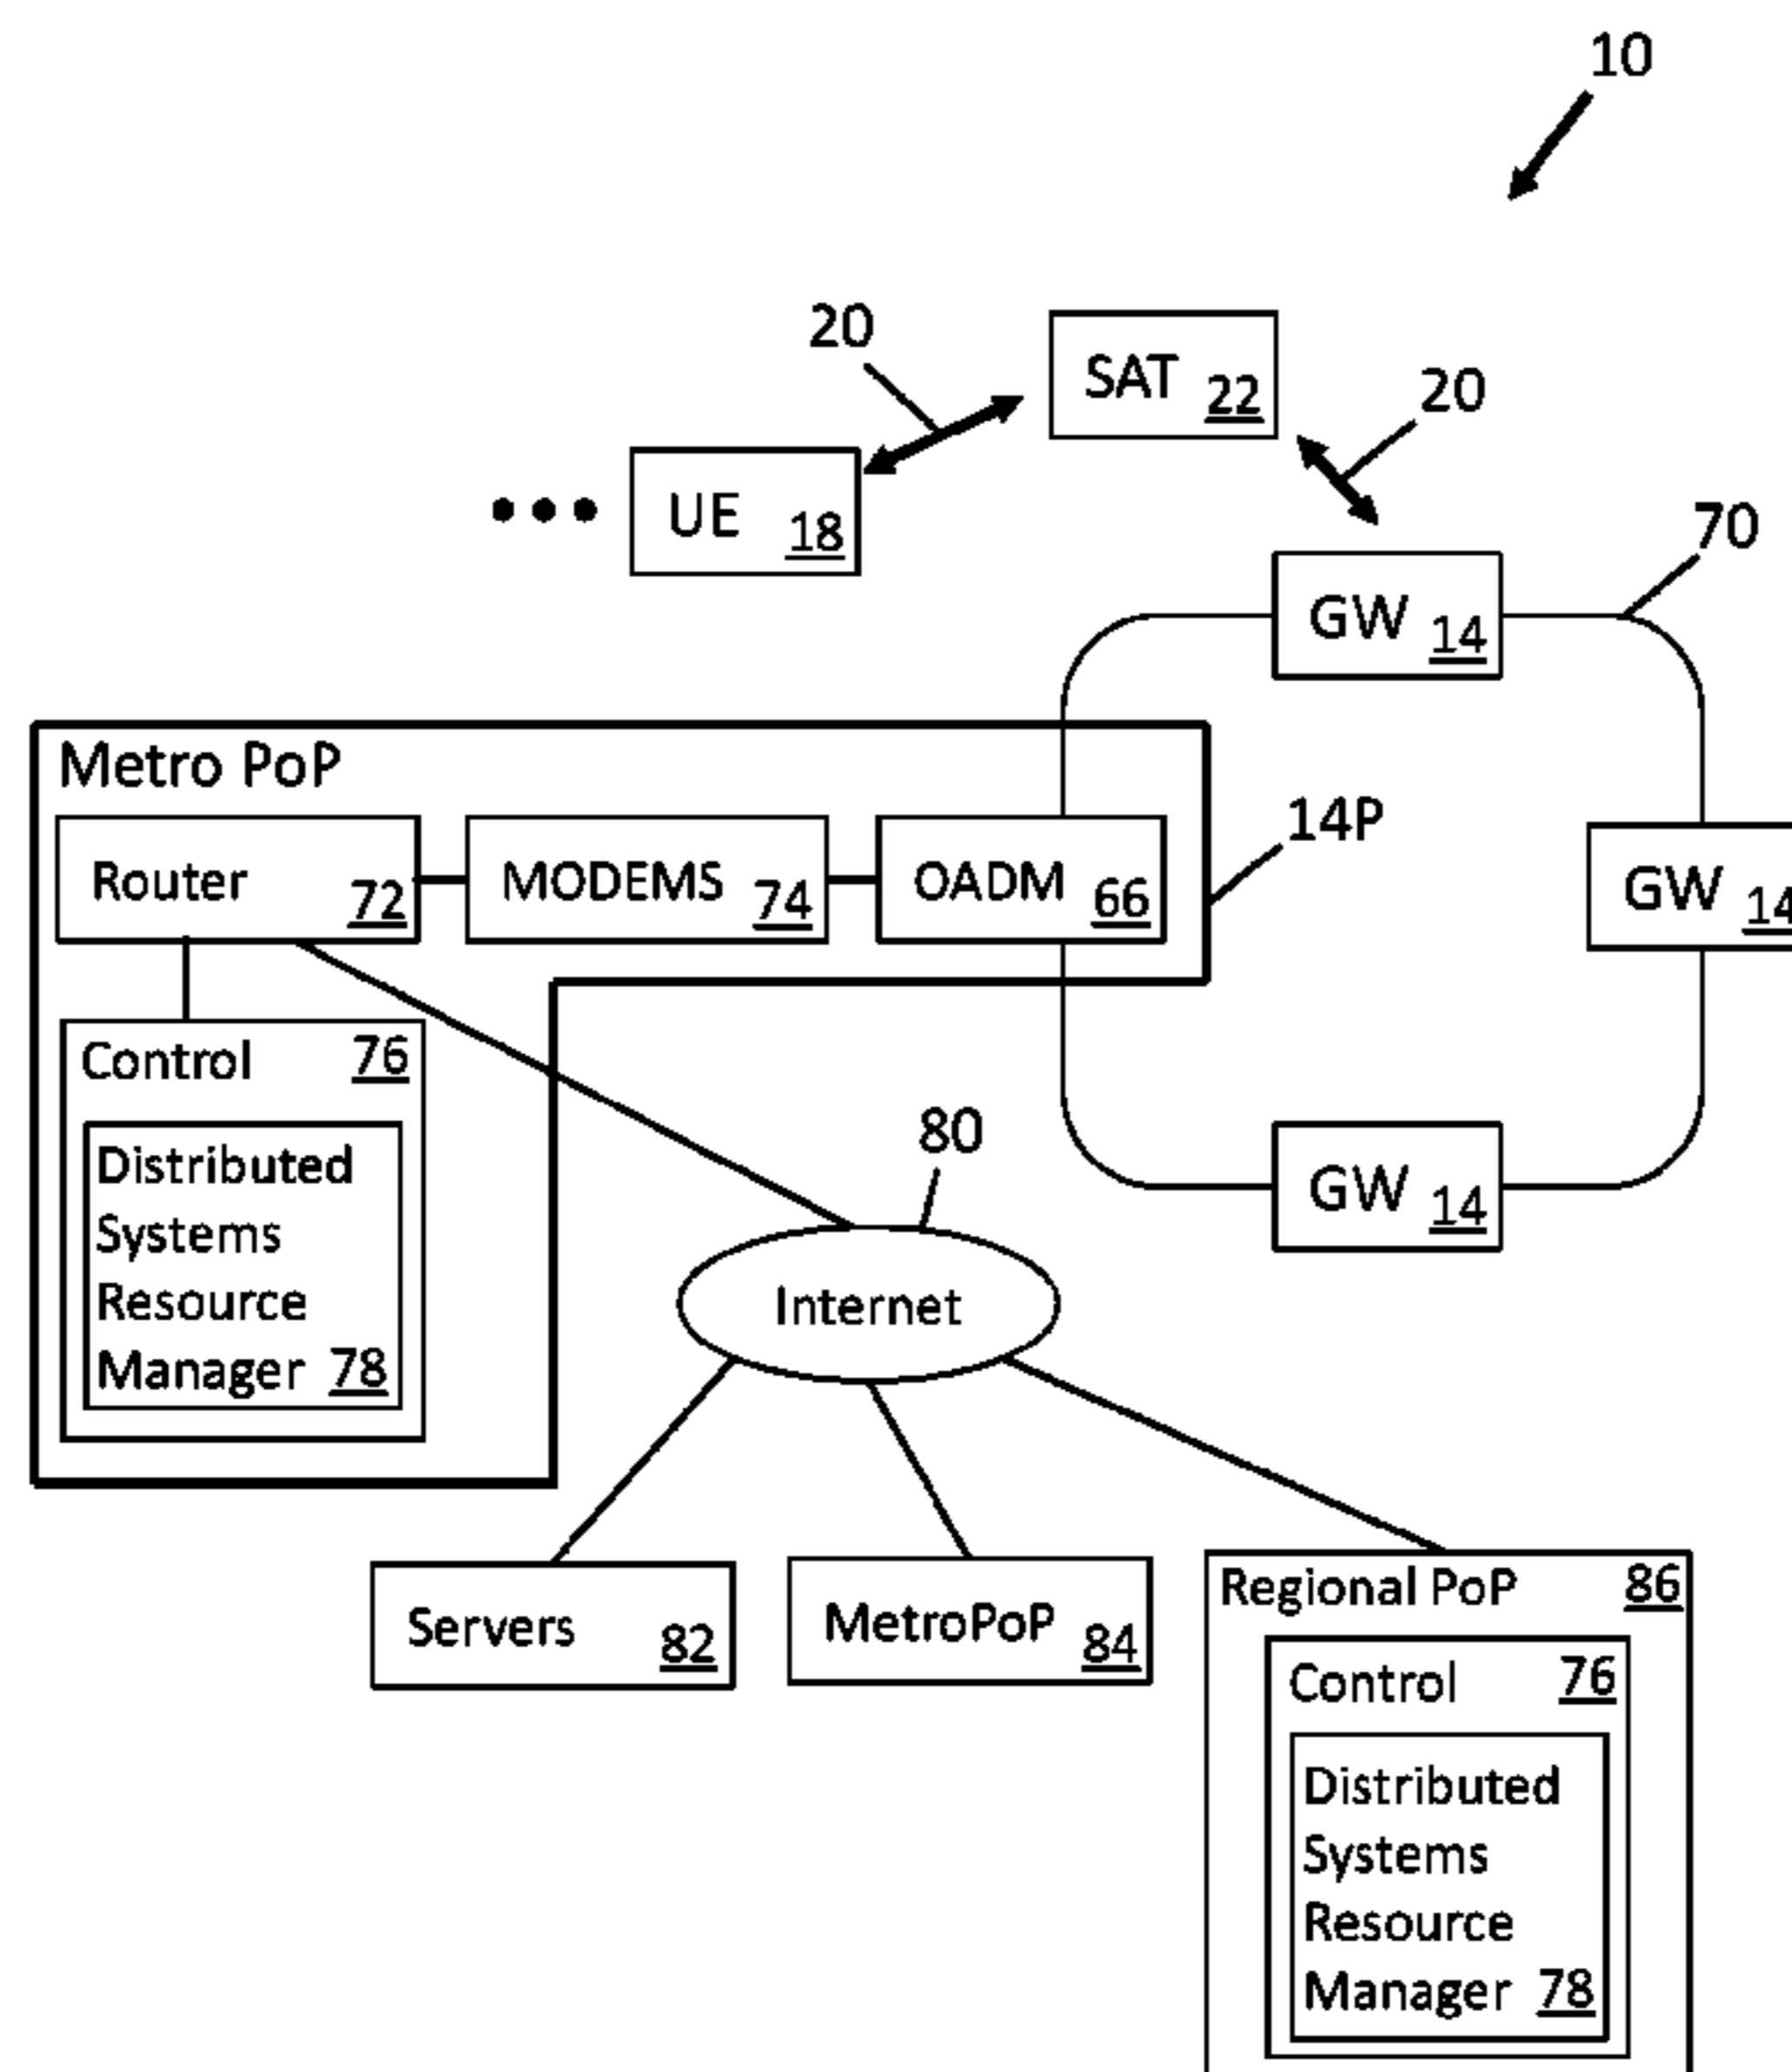 10
20
SAT 22
20
UE 18
70
GW 14
Metro PoP
14P
Router 72
MODEMS 74
OADM 66
GW 14
Control 76
Distributed
Systems
Resource
Manager 78
80
GW 14
Internet
Servers 82
MetroPoP 84
Regional PoP 86
Control 76
Distributed
Systems
Resource
Manager 78